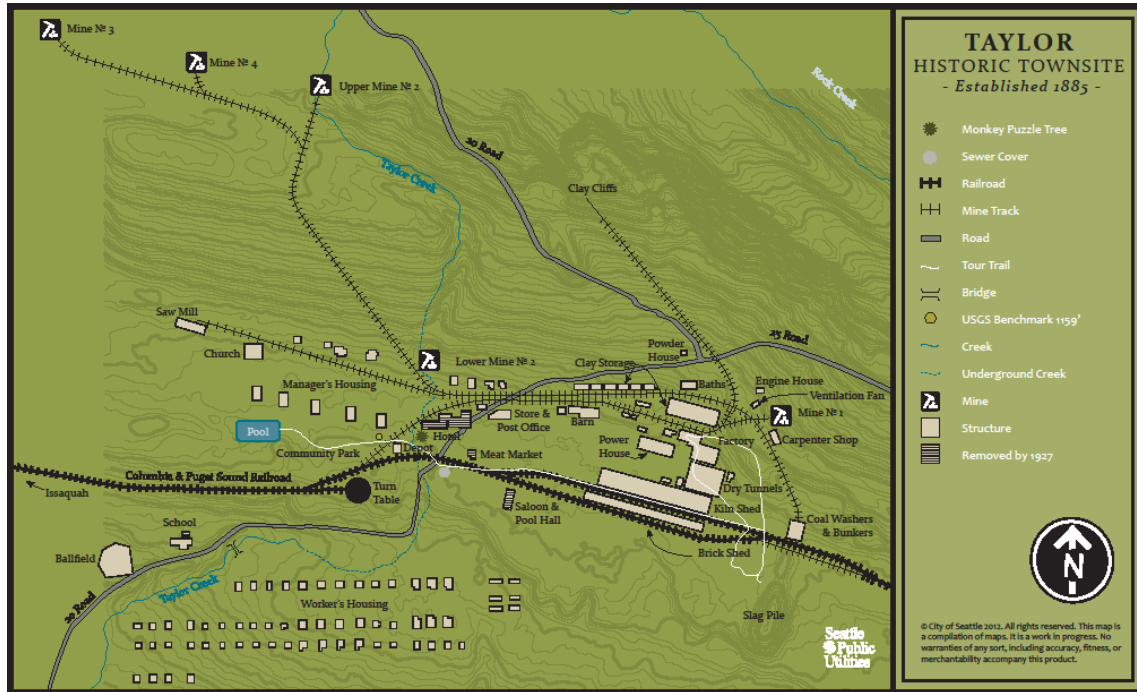 Mine № 3
Mine № 4
Upper Mine № 2
Rock Creek
20 Road
Taylor Creek
Clay Cliffs
Saw Mill
Church
Manager's Housing
Lower Mine № 2
Clay Storage
Powder
House
25 Road
Baths
Engine House
Ventilation Fan
Mine № 1
Pool
Community Park
Hotel
Depot
Store &
Post Office
Barn
Meat Market
Power
House
Factory
Carpenter Shop
Columbia & Puget Sound Railroad
Issaquah
Turn
Table
Saloon &
Pool Hall
Dry Tunnels
Kiln Shed
Brick Shed
Coal Washers
& Bunkers
School
Ballfield
Taylor Creek
20 Road
Worker's Housing
Slag Pile
Seattle
Public
Utilities
TAYLOR
HISTORIC TOWNSITE
- Established 1885 -
Monkey Puzzle Tree
Sewer Cover
Railroad
Mine Track
Road
Tour Trail
Bridge
USGS Benchmark 1159'
Creek
Underground Creek
Mine
Structure
Removed by 1927
N
© City of Seattle 2012. All rights reserved. This map is
a compilation of maps. It is a work in progress. No
warranties of any sort, including accuracy, fitness, or
merchantability accompany this product.